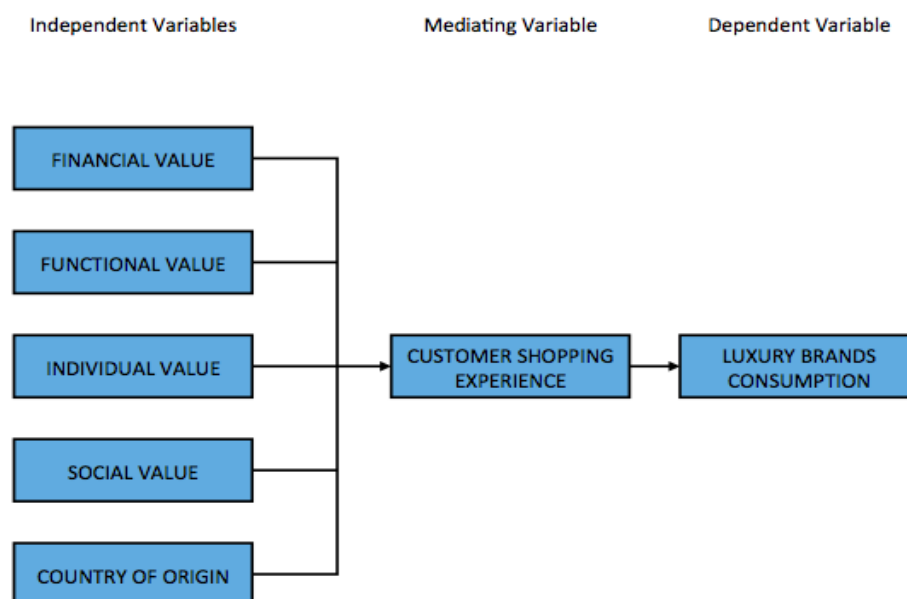 Independent Variables
Mediating Variable
Dependent Variable
FINANCIAL VALUE
FUNCTIONAL VALUE
INDIVIDUAL VALUE
CUSTOMER SHOPPING
EXPERIENCE
LUXURY BRANDS
CONSUMPTION
SOCIAL VALUE
COUNTRY OF ORIGIN